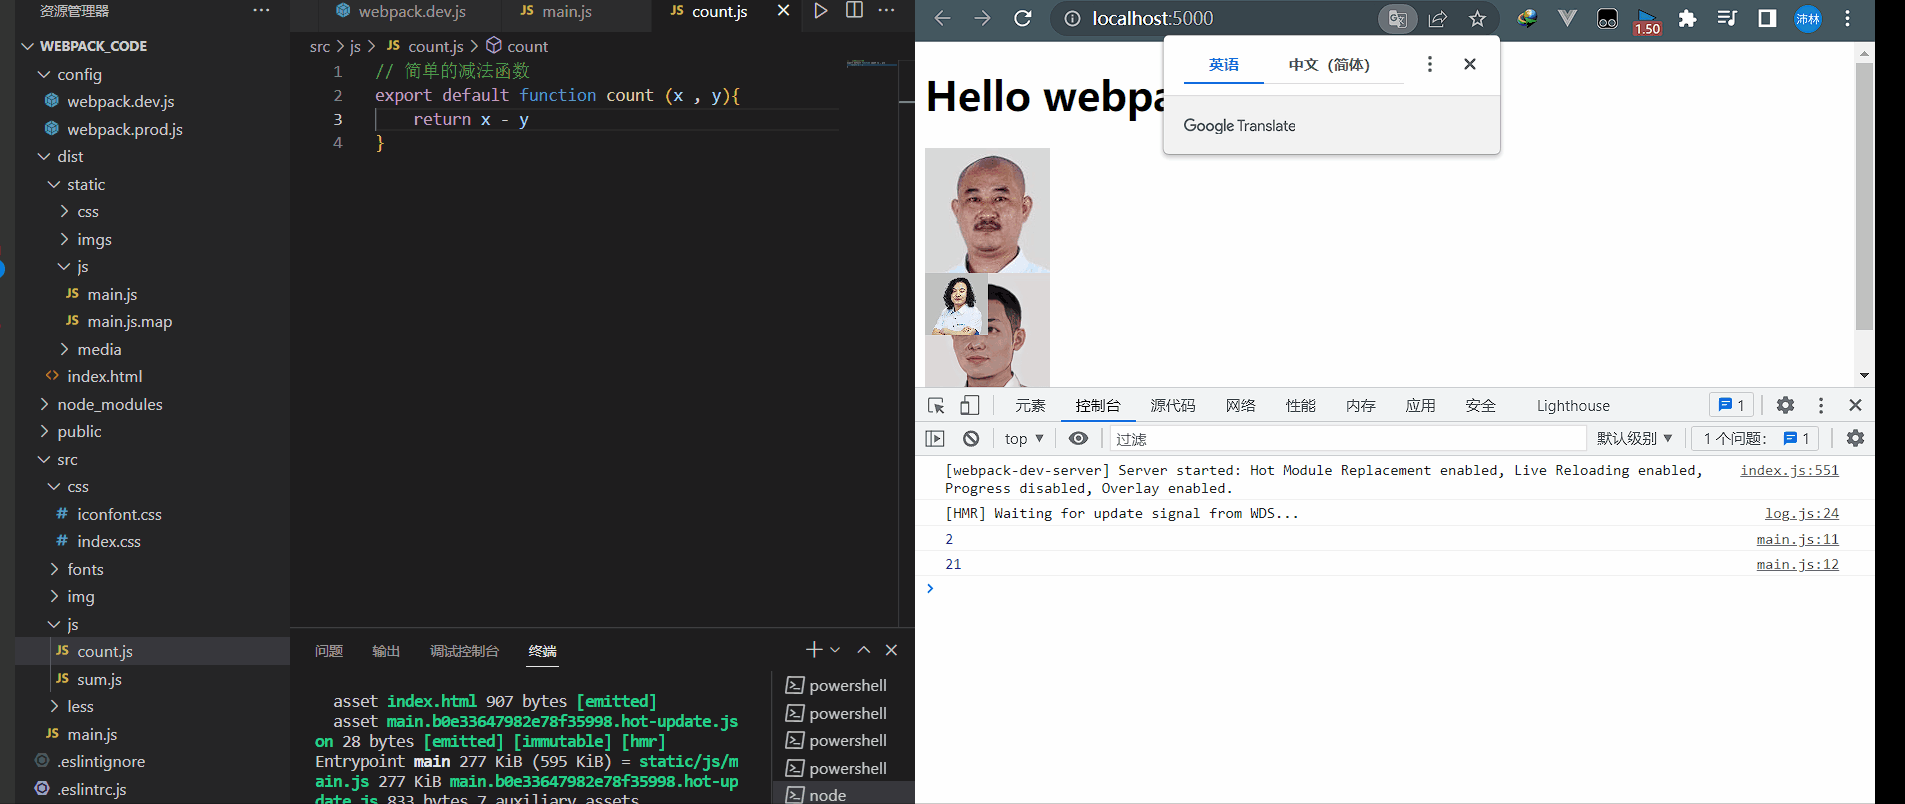 资源管理器
WEBPACK_CODE
config
webpack.dev.js
webpack.prod.js
dist
static
css
imgs
js
JS main.js
JS main.js.map
media
<> index.html
node_modules
public
src
css
# iconfont.css
# index.css
fonts
img
js
JS count.js
JS sum.js
less
JS main.js
.eslintignore
.eslintrc.js
webpack.dev.js
JS main.js
JS count.js
src > js > JS count.js > count
1 // 简单的减法函数
2 export default function count (x , y){
3 return x - y
4 }
问题 输出 调试控制台 终端
asset index.html 907 bytes [emitted]
asset main.b0e33647982e78f35998.hot-update.js
on 28 bytes [emitted] [immutable] [hmr]
Entrypoint main 277 KiB (595 KiB) = static/js/m
ain.js 277 KiB main.b0e33647982e78f35998.hot-up
date.js 833 bytes 7 auxiliary assets
powershell
powershell
powershell
powershell
node
localhost:5000
1.50
沛林
英语 中文（简体）
Google Translate
Hello webpa
元素 控制台 源代码 网络 性能 内存 应用 安全 Lighthouse 1
top 过滤 默认级别 1 个问题： 1
[webpack-dev-server] Server started: Hot Module Replacement enabled, Live Reloading enabled, index.js:551
Progress disabled, Overlay enabled.
[HMR] Waiting for update signal from WDS... log.js:24
2 main.js:11
21 main.js:12